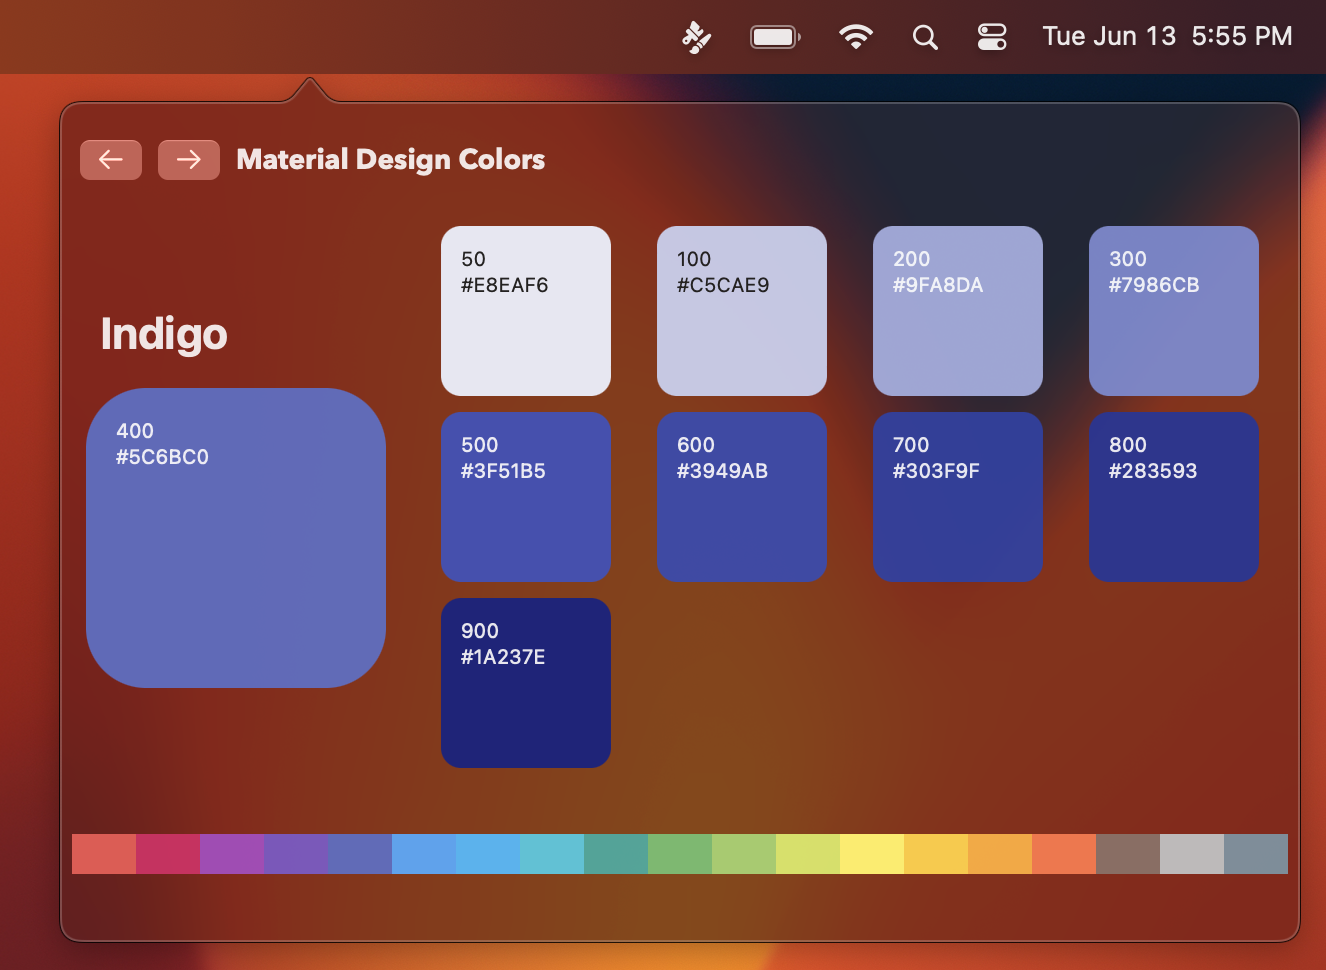 Tue Jun 13 5:55 PM
Material Design Colors
Indigo
400
#5C6BC0
50
#E8EAF6
100
#C5CAE9
200
#9FA8DA
300
#7986CB
500
#3F51B5
600
#3949AB
700
#303F9F
800
#283593
900
#1A237E